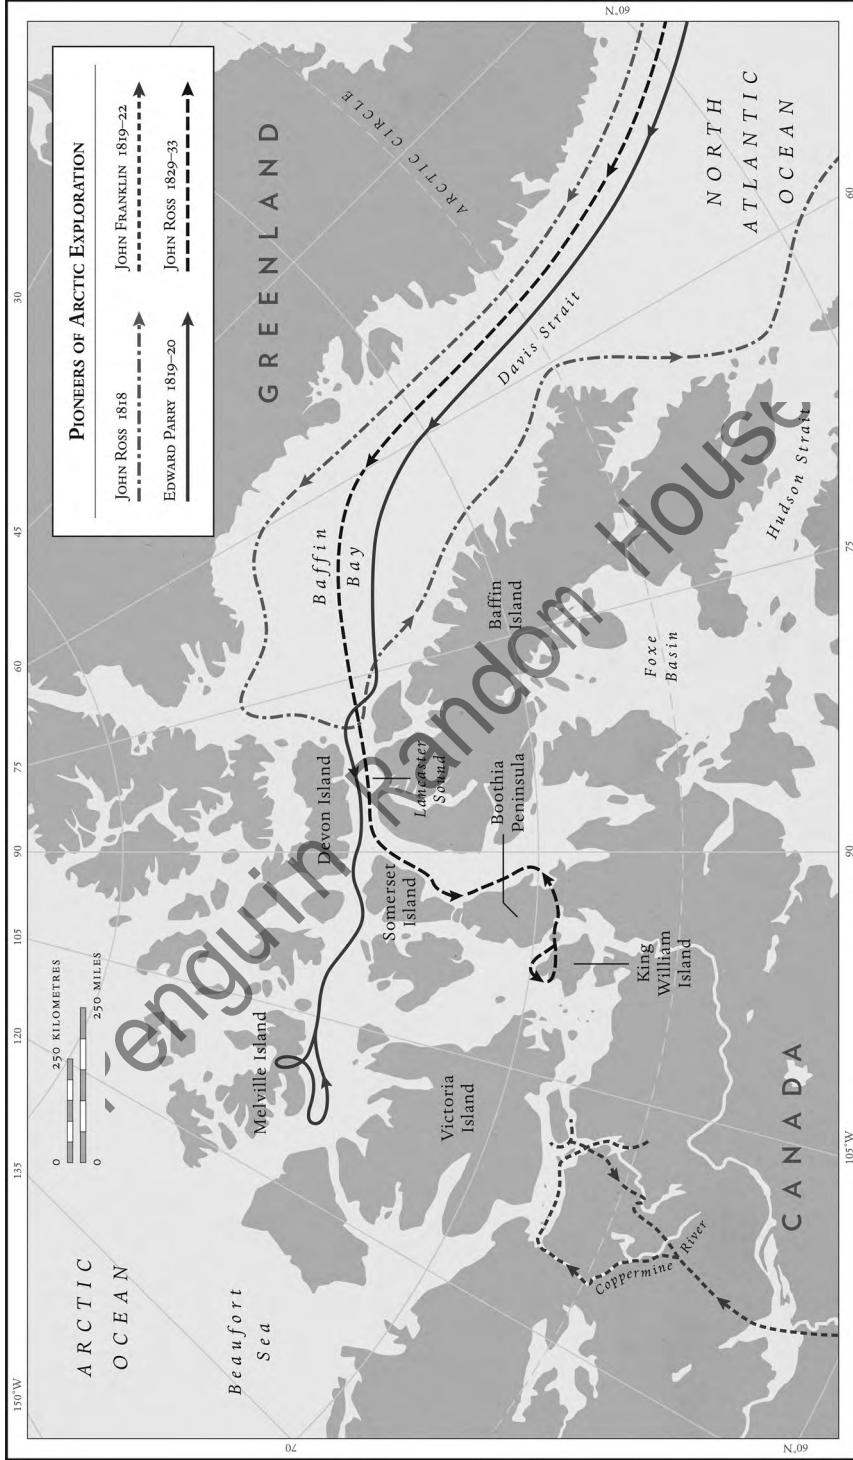 PIONEERS OF ARCTIC EXPLORATION
JOHN ROSS 1818
JOHN FRANKLIN 1819–22
EDWARD PARRY 1819–20
JOHN ROSS 1829–33
0 250 KILOMETRES
0 250 MILES
150°W
135
120
105
90
75
60
45
30
ARCTIC
OCEAN
Beaufort
Sea
Melville Island
Devon Island
Baffin
Bay
GREENLAND
ARCTIC CIRCLE
Victoria
Island
Somerset
Island
Lancaster
Sound
Boothia
Peninsula
Baffin
Island
Davis Strait
King
William
Island
Foxe
Basin
Hudson Strait
NORTH
ATLANTIC
OCEAN
Coppermine River
CANADA
70
60°N
105°W
90
75
60
60°N
Penguin Random House